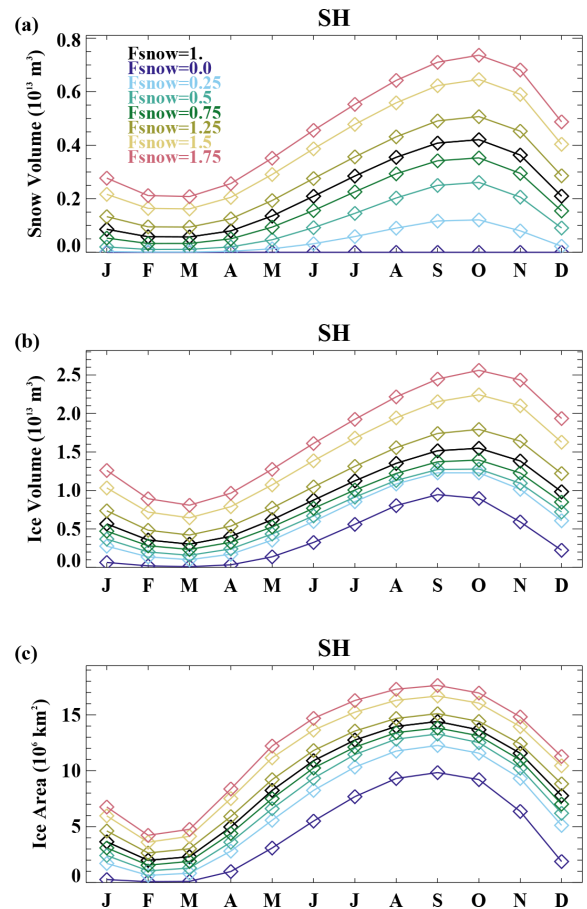 (a)
SH
Snow Volume (10¹³ m³)
0.8
0.6
0.4
0.2
0.0
Fsnow=1.
Fsnow=0.0
Fsnow=0.25
Fsnow=0.5
Fsnow=0.75
Fsnow=1.25
Fsnow=1.5
Fsnow=1.75
J F M A M J J A S O N D
(b)
SH
Ice Volume (10¹³ m³)
2.5
2.0
1.5
1.0
0.5
0.0
J F M A M J J A S O N D
(c)
SH
Ice Area (10⁶ km²)
15
10
5
0
J F M A M J J A S O N D